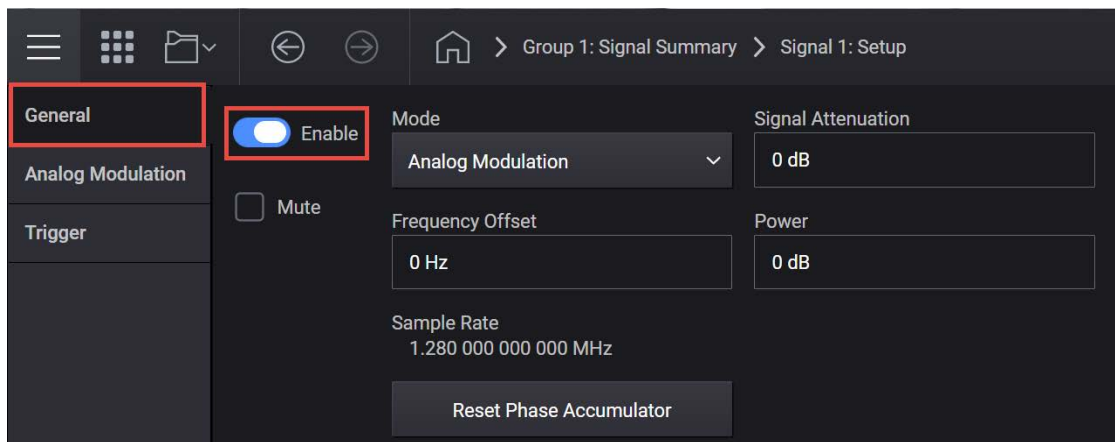 Group 1: Signal Summary > Signal 1: Setup
General
Analog Modulation
Trigger
Enable
Mute
Mode
Analog Modulation
Signal Attenuation
0 dB
Frequency Offset
0 Hz
Power
0 dB
Sample Rate
1.280 000 000 000 MHz
Reset Phase Accumulator